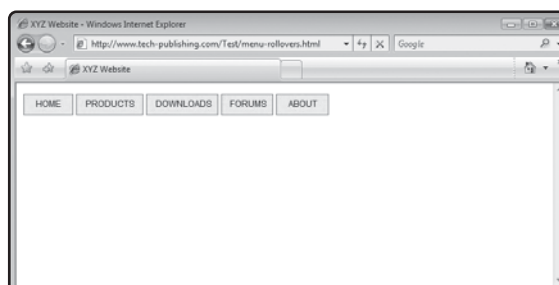 XYZ Website - Windows Internet Explorer
http://www.tech-publishing.com/Test/menu-rollovers.html
Google
XYZ Website
HOME PRODUCTS DOWNLOADS FORUMS ABOUT